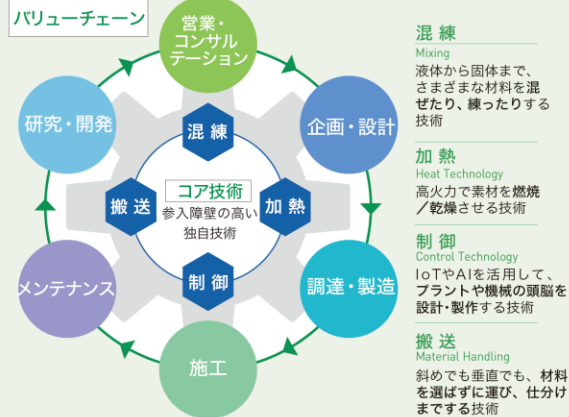 バリューチェーン
営業・
コンサル
テーション
企画・設計
調達・製造
施工
メンテナンス
研究・開発
混練
加熱
制御
搬送
コア技術
参入障壁の高い
独自技術
混練
Mixing
液体から固体まで、
さまざまな材料を混
ぜたり、練ったりする
技術
加熱
Heat Technology
高火力で素材を燃焼
／乾燥させる技術
制御
Control Technology
IoTやAIを活用して、
プラントや機械の頭脳を
設計・製作する技術
搬送
Material Handling
斜めでも垂直でも、材料
を選ばずに運び、仕分け
までする技術